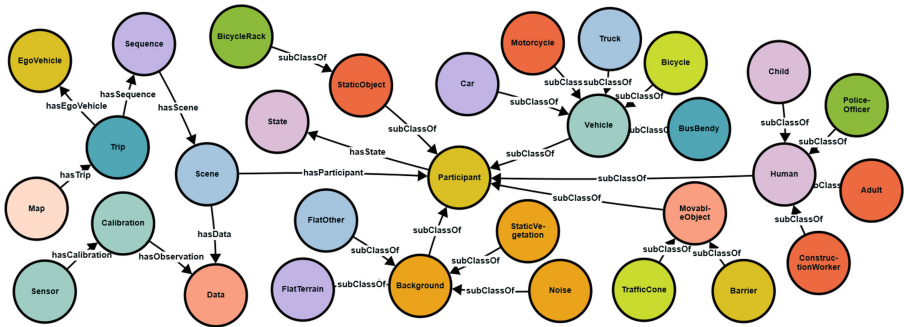 Truck
Sequence
BicycleRack
Motorcycle
EgoVehicle
subClassOf
Bicycle
Child
hasSequence
StaticObject
Car
subClassOf
subClassOf
subClassOf
hasEgoVehicle
Police-
Officer
hasScene
State
subClassOf
Vehicle
BusBendy
subClassOf
subClassOf
subClassOf
Trip
hasState
subClassOf
subClassOf
hasTrip
Scene
hasParticipant
Participant
subClassOf
Human
subClassOf
Adult
Map
Calibration
FlatOther
StaticVe-
getation
Movabl-
eObject
hasData
subClassOf
subClassOf
hasObservation
subClassOf
subClassOf
subClassOf
subClassOf
hasCalibration
Constru-
ctionWorker
Sensor
Data
FlatTerrain
subClassOf
Background
subClassOf
Noise
TrafficCone
Barrier